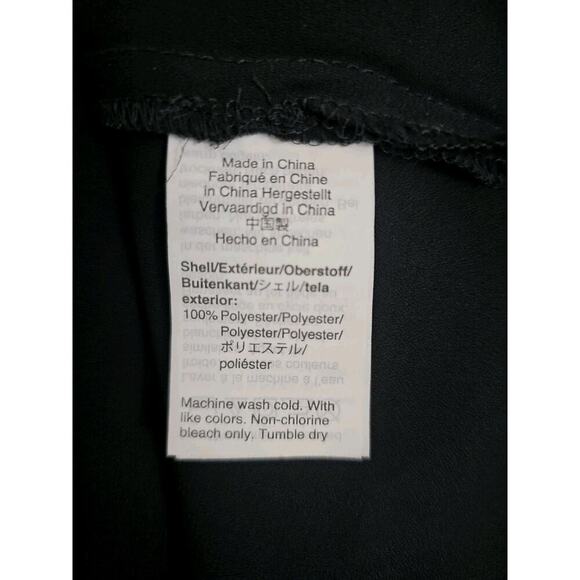 Made in China
Fabriqué en Chine
in China Hergestellt
Vervaardigd in China
中国製
Hecho en China
Shell/Extérieur/Oberstoff/
Buitenkant/シェル/tela
exterior:
100% Polyester/Polyester/
Polyester/Polyester/
ポリエステル/
poliéster
Machine wash cold. With
like colors. Non-chlorine
bleach only. Tumble dry